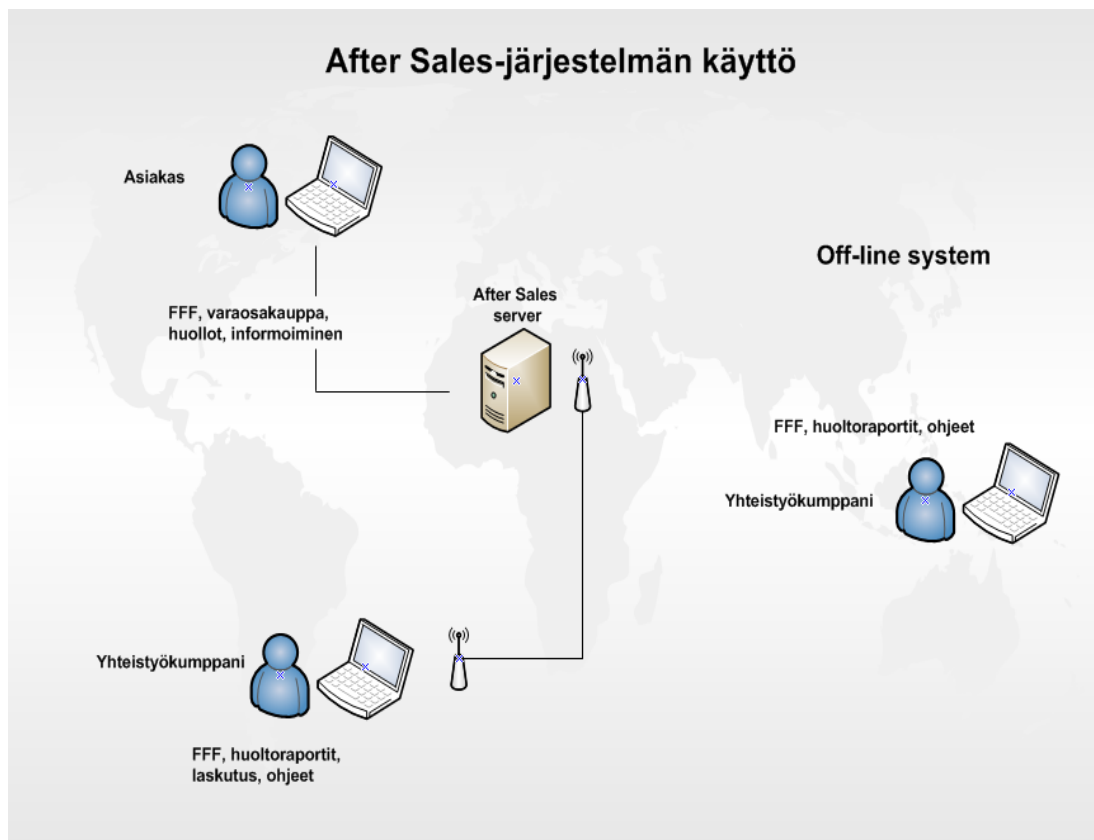 After Sales-järjestelmän käyttö
Asiakas
FFF, varaosakauppa,
huollot, informoiminen
After Sales
server
Off-line system
FFF, huoltoraportit, ohjeet
Yhteistyökumppani
Yhteistyökumppani
FFF, huoltoraportit,
laskutus, ohjeet